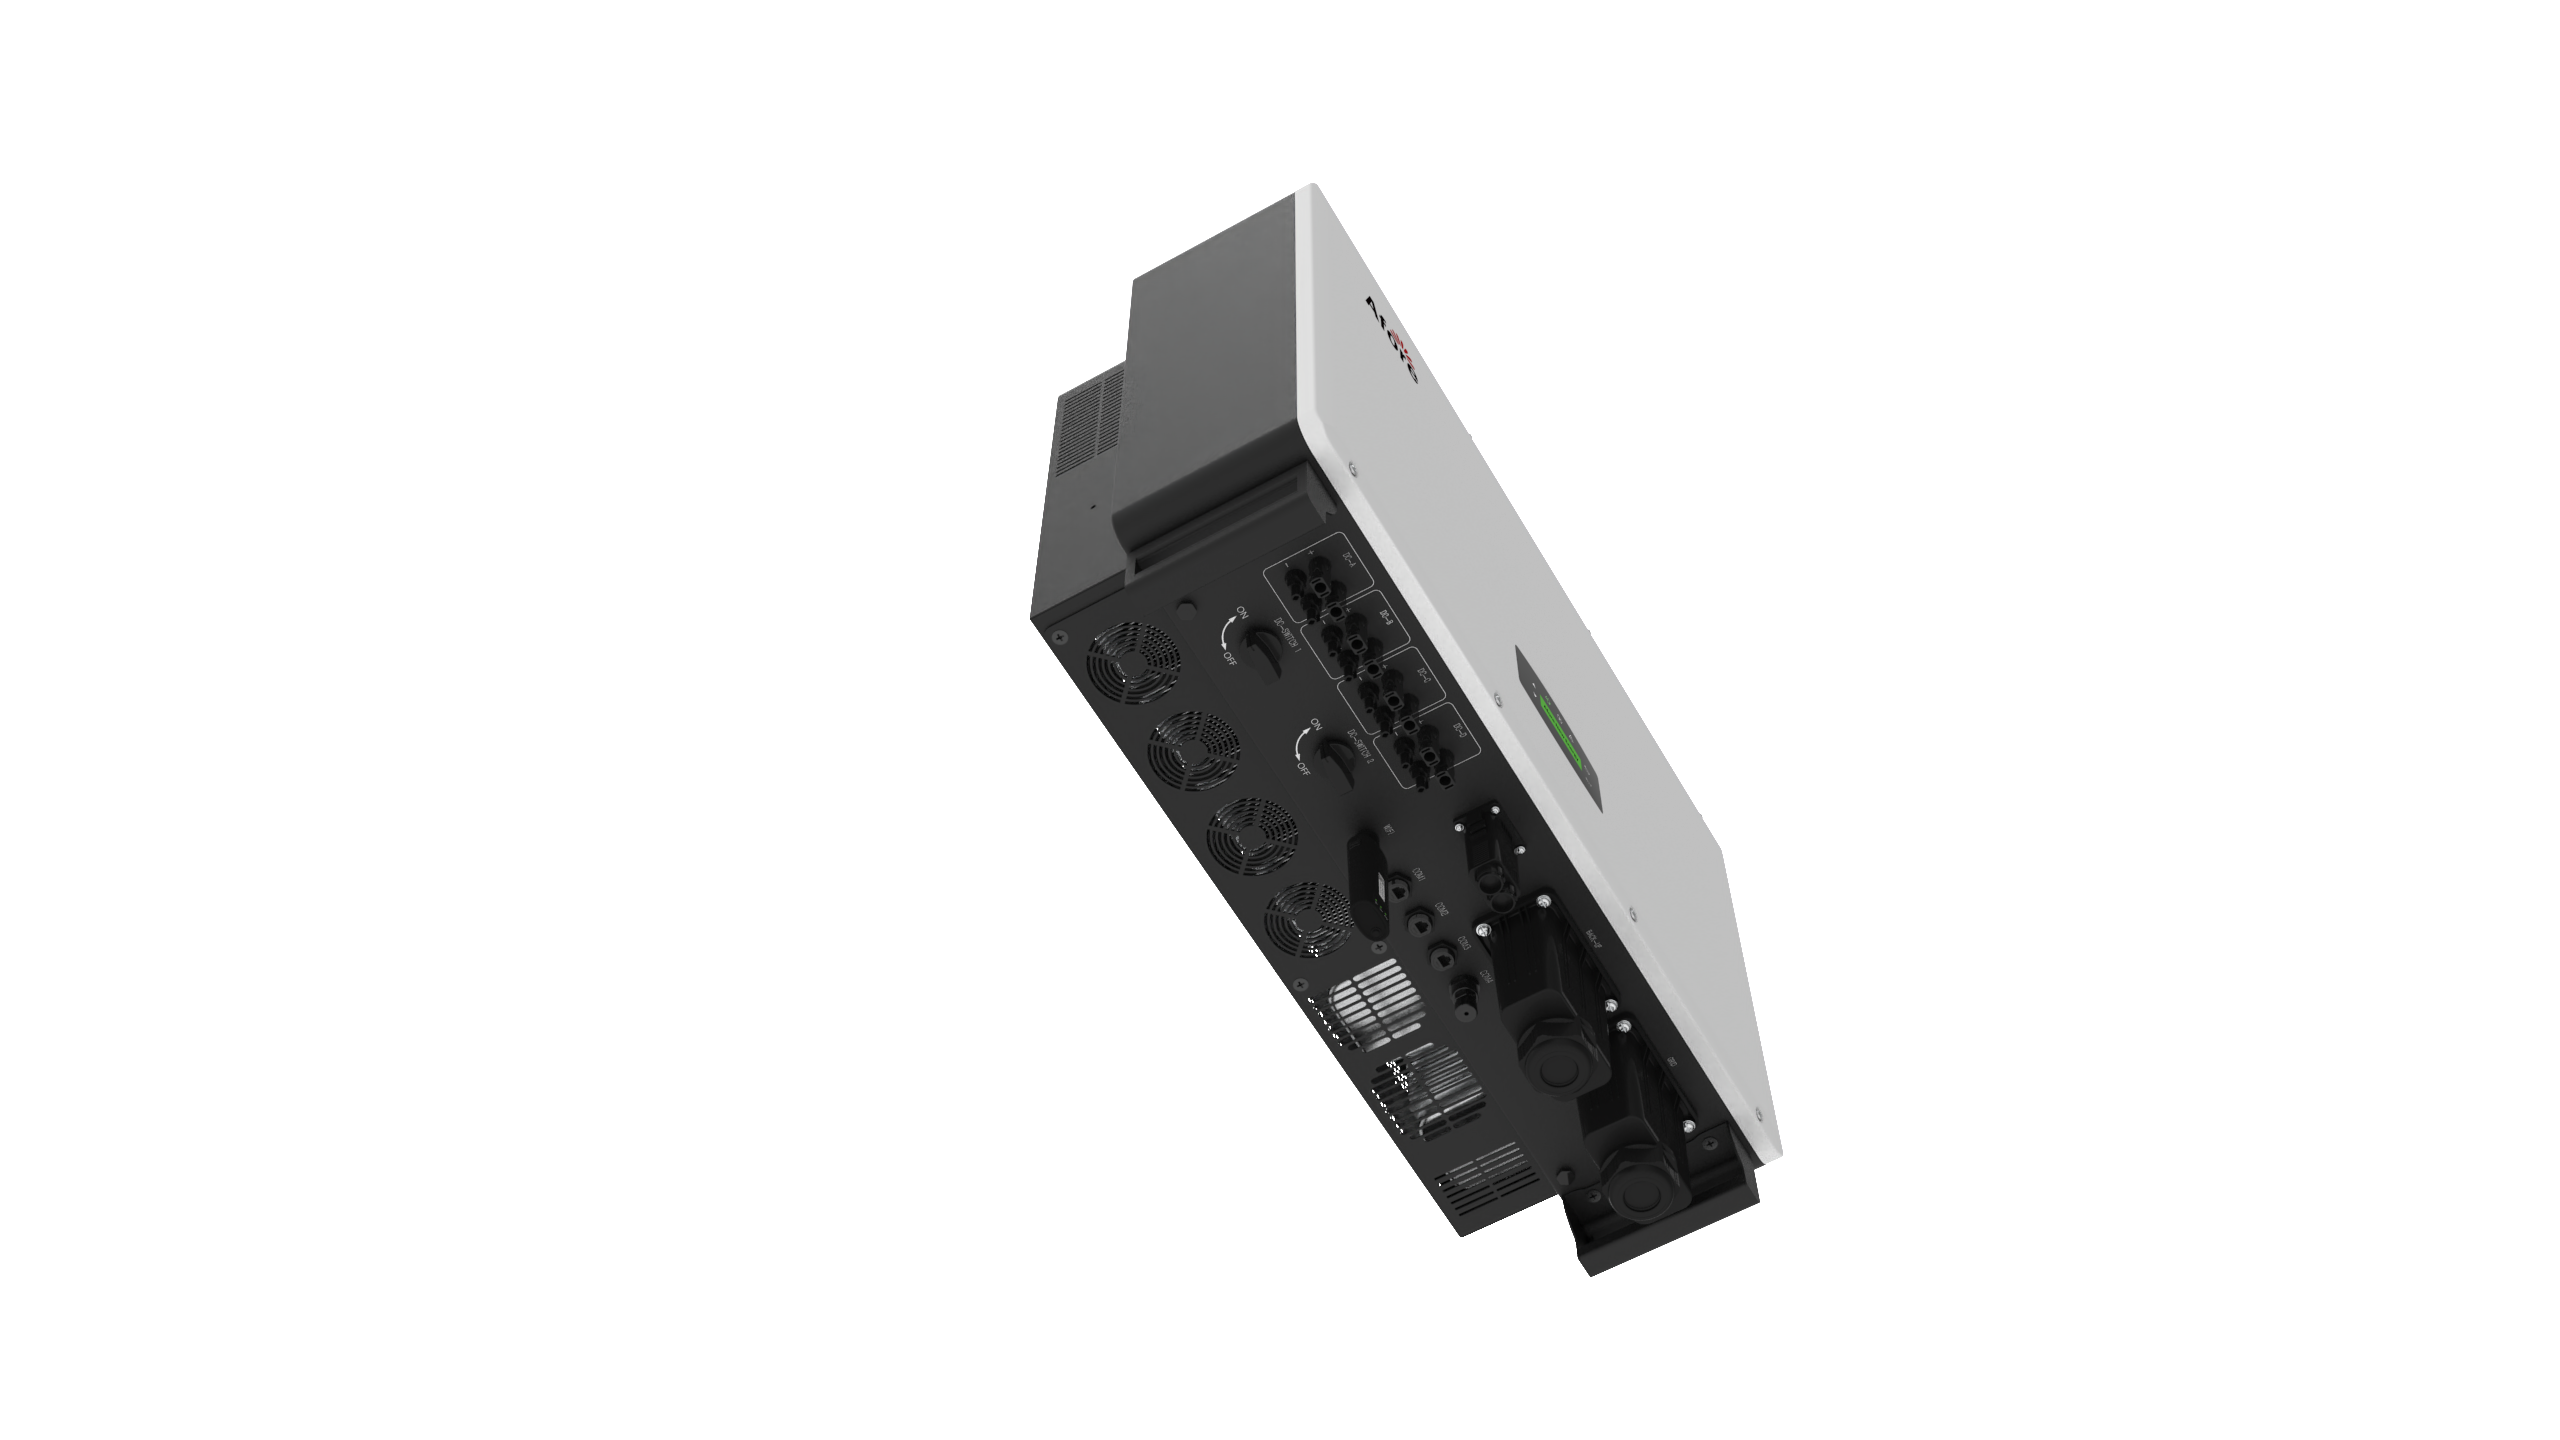 DC-A
+
-
DC-B
+
-
DC-C
+
-
DC-D
+
-
ON
OFF
DC-SWITCH 1
ON
OFF
DC-SWITCH 2
WIFI
COM1
COM2
COM3
COM4
BACK-UP
GRID